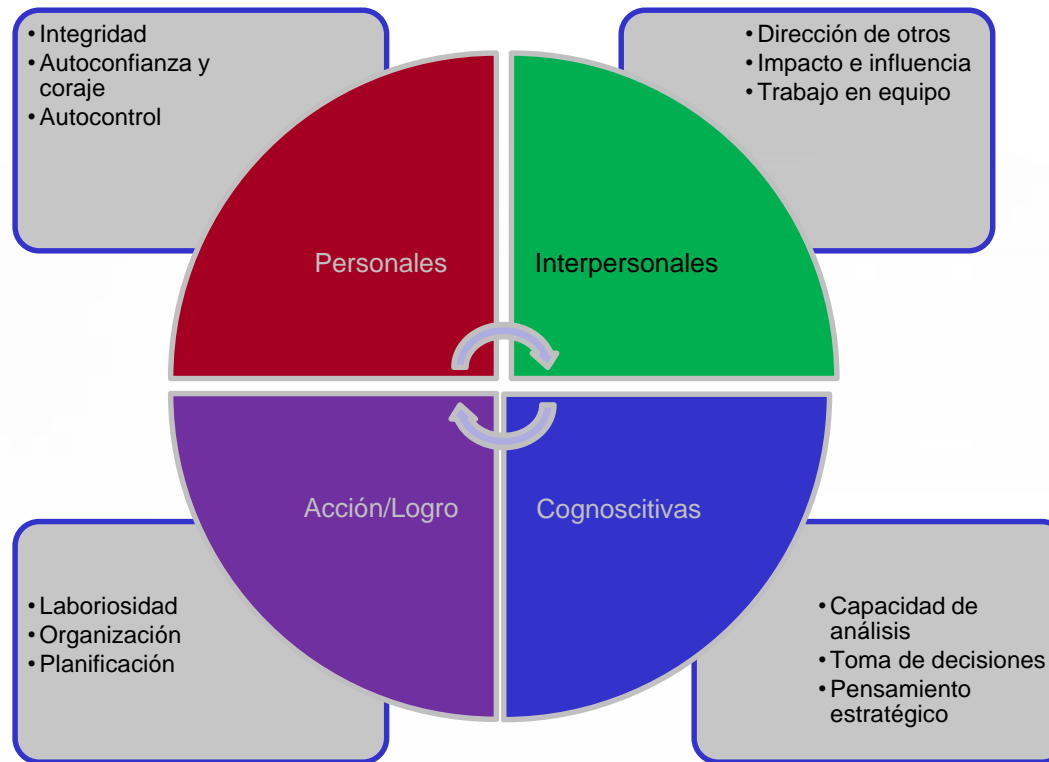 • Integridad
• Autoconfianza y
coraje
• Autocontrol
• Dirección de otros
• Impacto e influencia
• Trabajo en equipo
Personales
Interpersonales
Acción/Logro
Cognoscitivas
• Laboriosidad
• Organización
• Planificación
• Capacidad de
análisis
• Toma de decisiones
• Pensamiento
estratégico